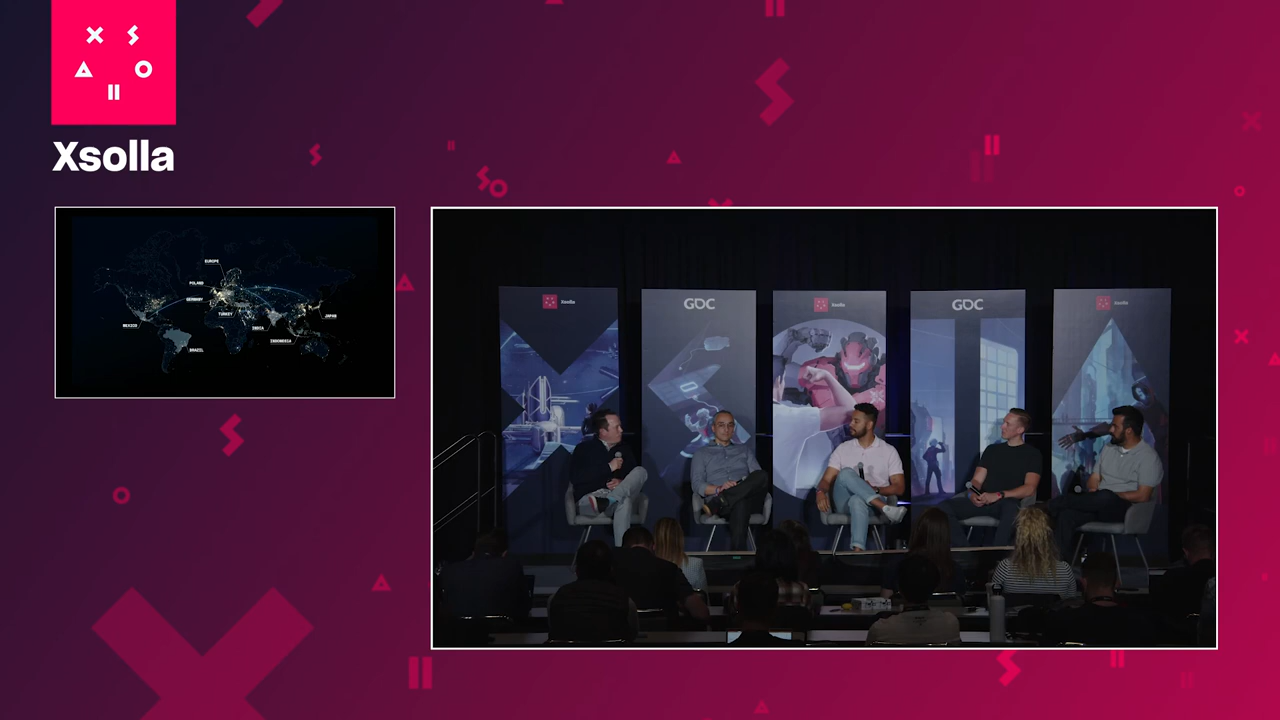 Xsolla
EUROPE
POLAND
GERMANY
TURKEY
INDIA
JAPAN
MEXICO
INDONESIA
BRAZIL
Xsolla
GDC
Xsolla
GDC
Xsolla